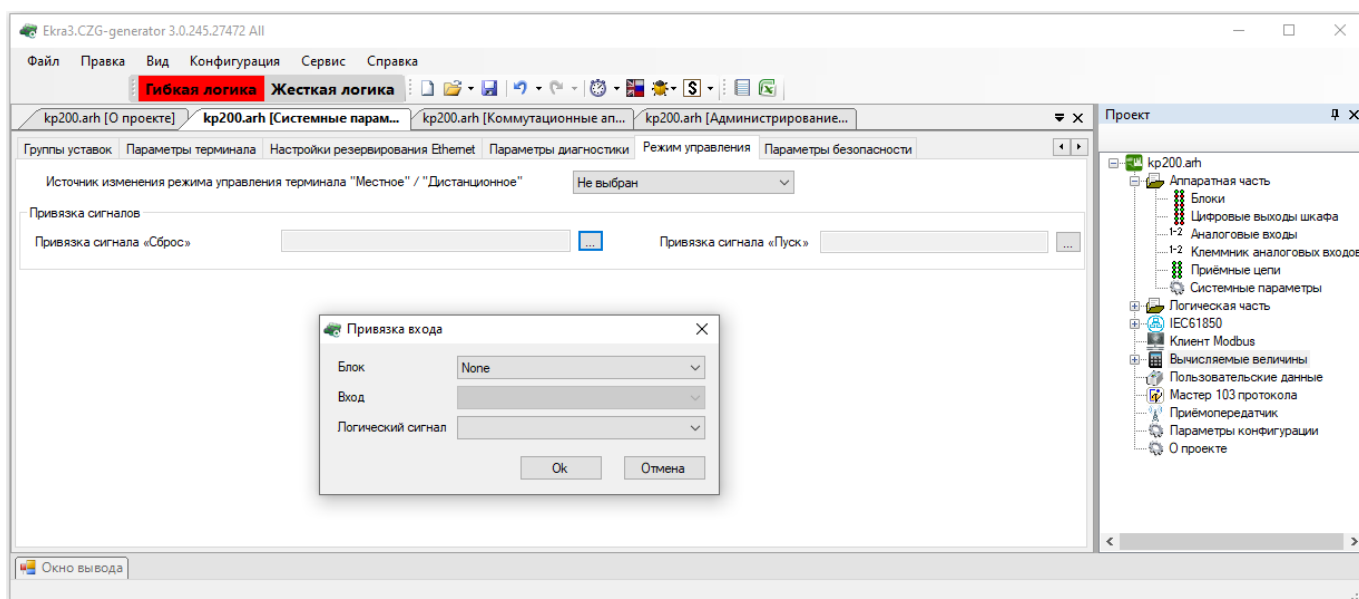 Ekra3.CZG-generator 3.0.245.27472 All
Файл Правка Вид Конфигурация Сервис Справка
Гибкая логика Жесткая логика
kp200.arh [О проекте] kp200.arh [Системные парам... kp200.arh [Коммутационные ап... kp200.arh [Администрирование...
Группы уставок Параметры терминала Настройки резервирования Ethernet Параметры диагностики Режим управления Параметры безопасности
Источник изменения режима управления терминала "Местное" / "Дистанционное" Не выбран
Привязка сигналов
Привязка сигнала «Сброс» ... Привязка сигнала «Пуск» ...
Привязка входа
Блок None
Вход
Логический сигнал
Ok Отмена
Окно вывода
Проект
kp200.arh
Аппаратная часть
Блоки
Цифровые выходы шкафа
1-2 Аналоговые входы
1-2 Клеммник аналоговых входов
Приёмные цепи
Системные параметры
Логическая часть
IEC61850
Клиент Modbus
Вычисляемые величины
Пользовательские данные
Мастер 103 протокола
Приёмопередатчик
Параметры конфигурации
О проекте